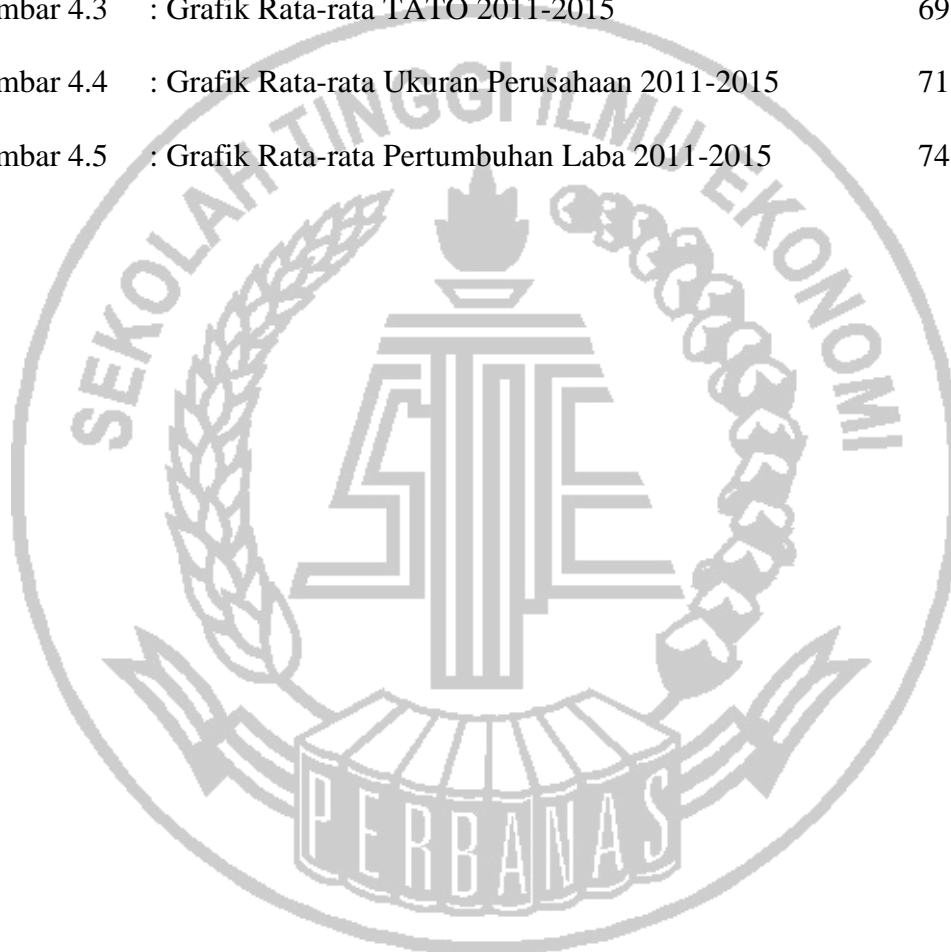 mbar 4.3 : Grafik Rata-rata TATO 2011-2015 69
mbar 4.4 : Grafik Rata-rata Ukuran Perusahaan 2011-2015 71
mbar 4.5 : Grafik Rata-rata Pertumbuhan Laba 2011-2015 74
SEKOLAH TINGGI ILMU EKONOMI
STIE
PERBANAS